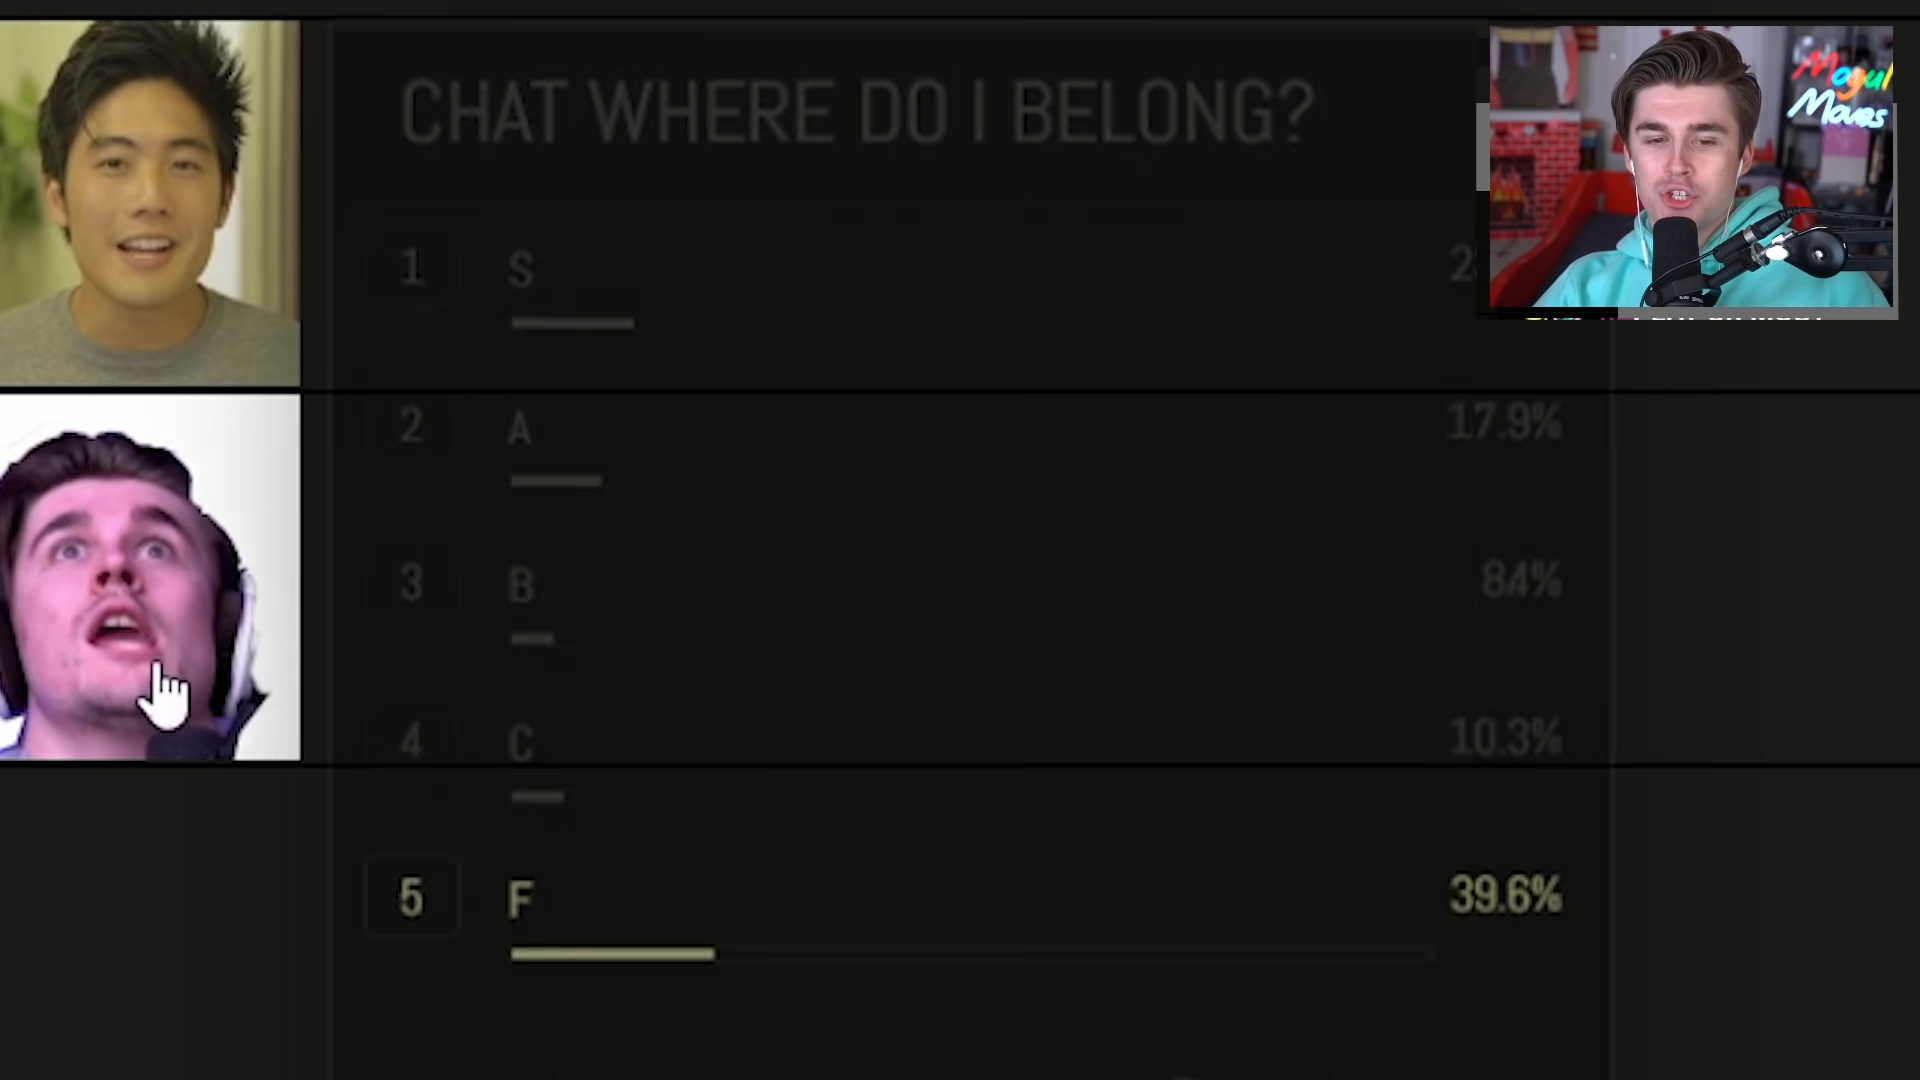 CHAT WHERE DO I BELONG?
Mogul
Moves
1 S
2 A 17.9%
3 B 8.4%
4 C 10.3%
5 F 39.6%